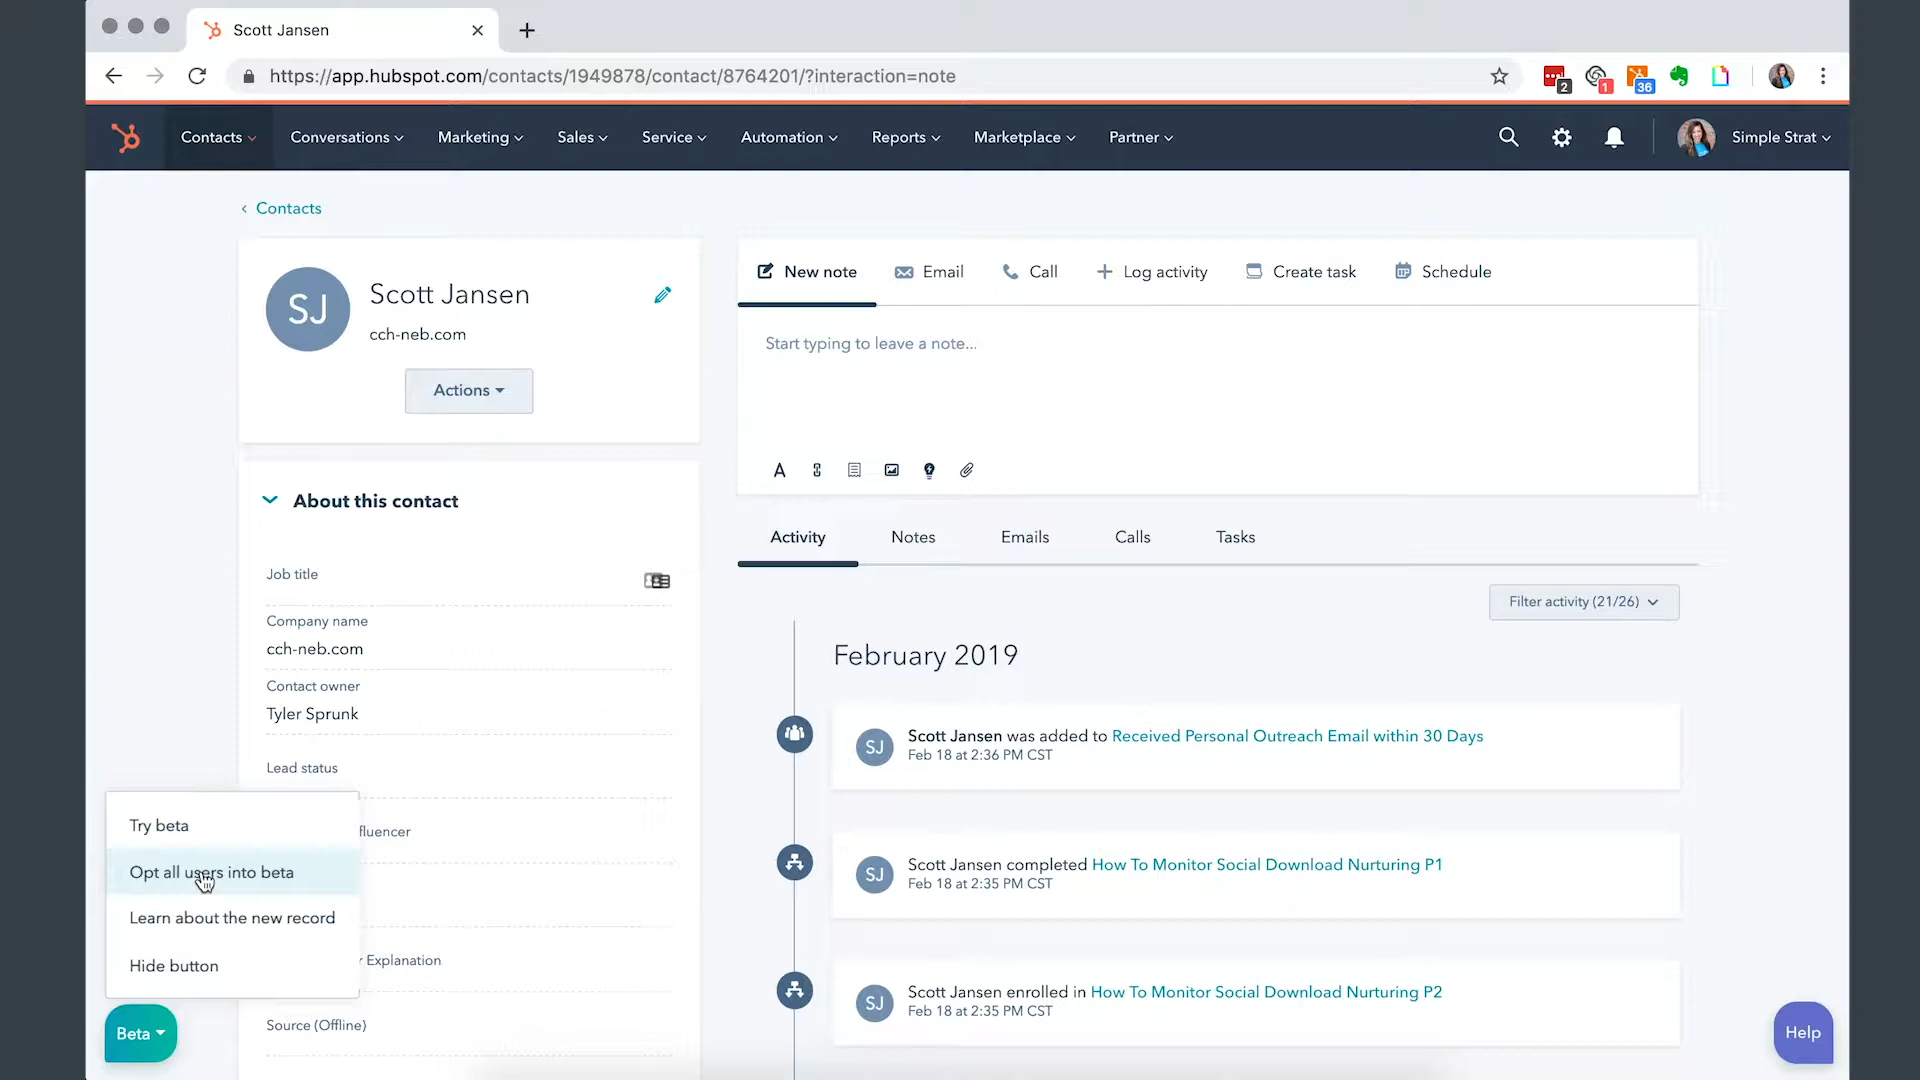 Scott Jansen
https://app.hubspot.com/contacts/1949878/contact/8764201/?interaction=note
2
1
36
Contacts
Conversations
Marketing
Sales
Service
Automation
Reports
Marketplace
Partner
Simple Strat
Contacts
SJ
Scott Jansen
cch-neb.com
Actions
New note
Email
Call
Log activity
Create task
Schedule
Start typing to leave a note...
About this contact
Job title
Company name
cch-neb.com
Contact owner
Tyler Sprunk
Lead status
fluencer
Explanation
Source (Offline)
Try beta
Opt all users into beta
Learn about the new record
Hide button
Beta
Activity
Notes
Emails
Calls
Tasks
Filter activity (21/26)
February 2019
SJ
Scott Jansen was added to Received Personal Outreach Email within 30 Days
Feb 18 at 2:36 PM CST
SJ
Scott Jansen completed How To Monitor Social Download Nurturing P1
Feb 18 at 2:35 PM CST
SJ
Scott Jansen enrolled in How To Monitor Social Download Nurturing P2
Feb 18 at 2:35 PM CST
Help